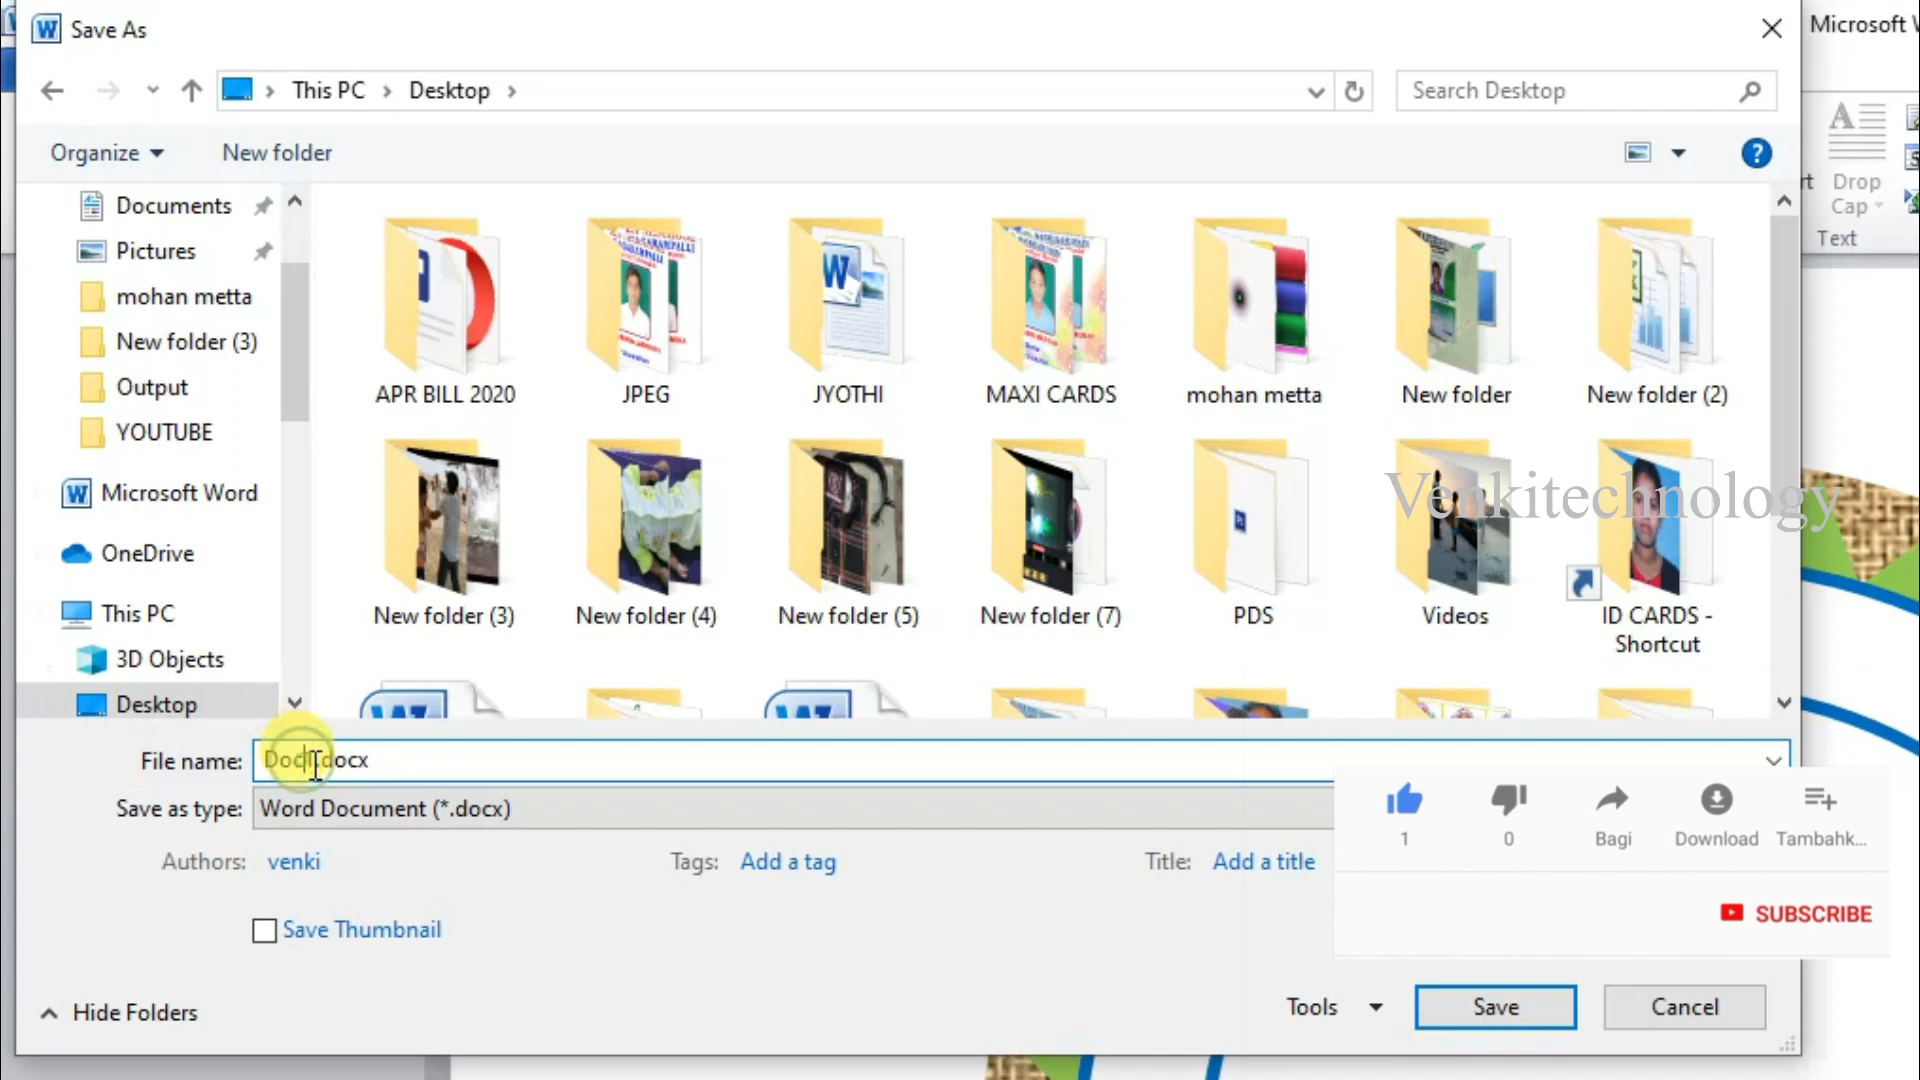 Save As
Microsoft W
This PC
Desktop
Search Desktop
Organize
New folder
Drop
Cap
Text
Documents
Pictures
mohan metta
New folder (3)
Output
YOUTUBE
Microsoft Word
OneDrive
This PC
3D Objects
Desktop
APR BILL 2020
JPEG
JYOTHI
MAXI CARDS
mohan metta
New folder
New folder (2)
New folder (3)
New folder (4)
New folder (5)
New folder (7)
PDS
Videos
ID CARDS -
Shortcut
Venkitechnology
File name:
Doc1.docx
Save as type:
Word Document (*.docx)
Authors:
venki
Tags:
Add a tag
Title:
Add a title
Save Thumbnail
1
0
Bagi
Download
Tambahk...
SUBSCRIBE
Hide Folders
Tools
Save
Cancel